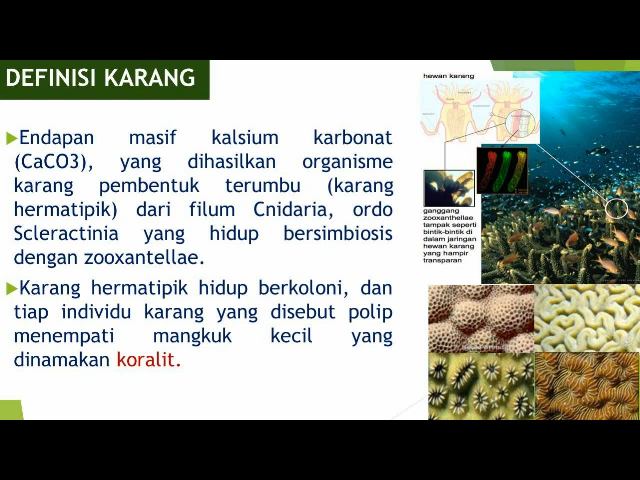 DEFINISI KARANG
Endapan masif kalsium karbonat
(CaCO3), yang dihasilkan organisme
karang pembentuk terumbu (karang
hermatipik) dari filum Cnidaria, ordo
Scleractinia yang hidup bersimbiosis
dengan zooxantellae.
Karang hermatipik hidup berkoloni, dan
tiap individu karang yang disebut polip
menempati mangkuk kecil yang
dinamakan koralit.
hewan karang
ganggang
zooxanthellae
tampak seperti
bintik-bintik di
dalam jaringan
hewan karang
yang hampir
transparan